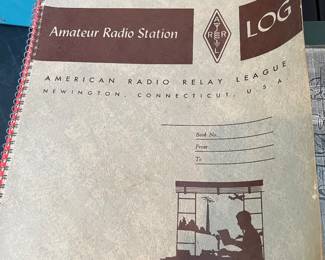 Amateur Radio Station
A
R R
L
LOG
AMERICAN RADIO RELAY LEAGUE
NEWINGTON, CONNECTICUT, U.S.A
Book No.
From
To